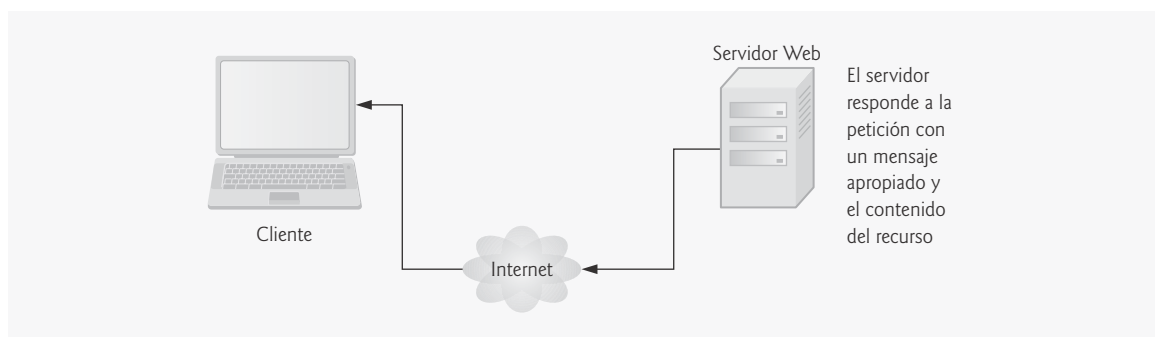 Servidor Web
El servidor
responde a la
petición con
un mensaje
apropiado y
el contenido
del recurso
Cliente
Internet